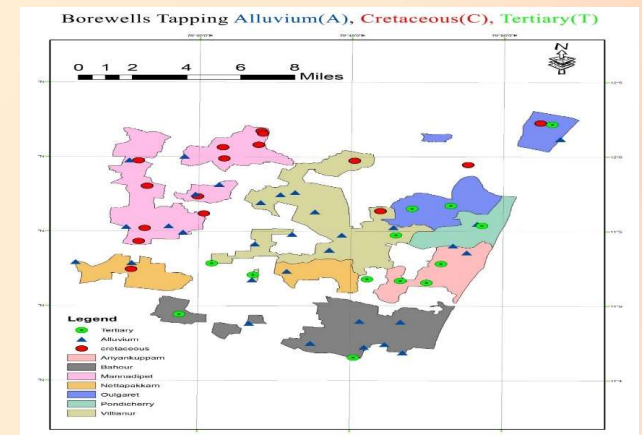 Borewells Tapping Alluvium(A), Cretaceous(C), Tertiary(T)
N
0 1 2 4 6 8
Miles
Legend
Tertiary
Alluvium
cretaceous
Ariyankuppam
Bahour
Mannadipet
Nettapakkam
Oulgaret
Pondicherry
Villianur